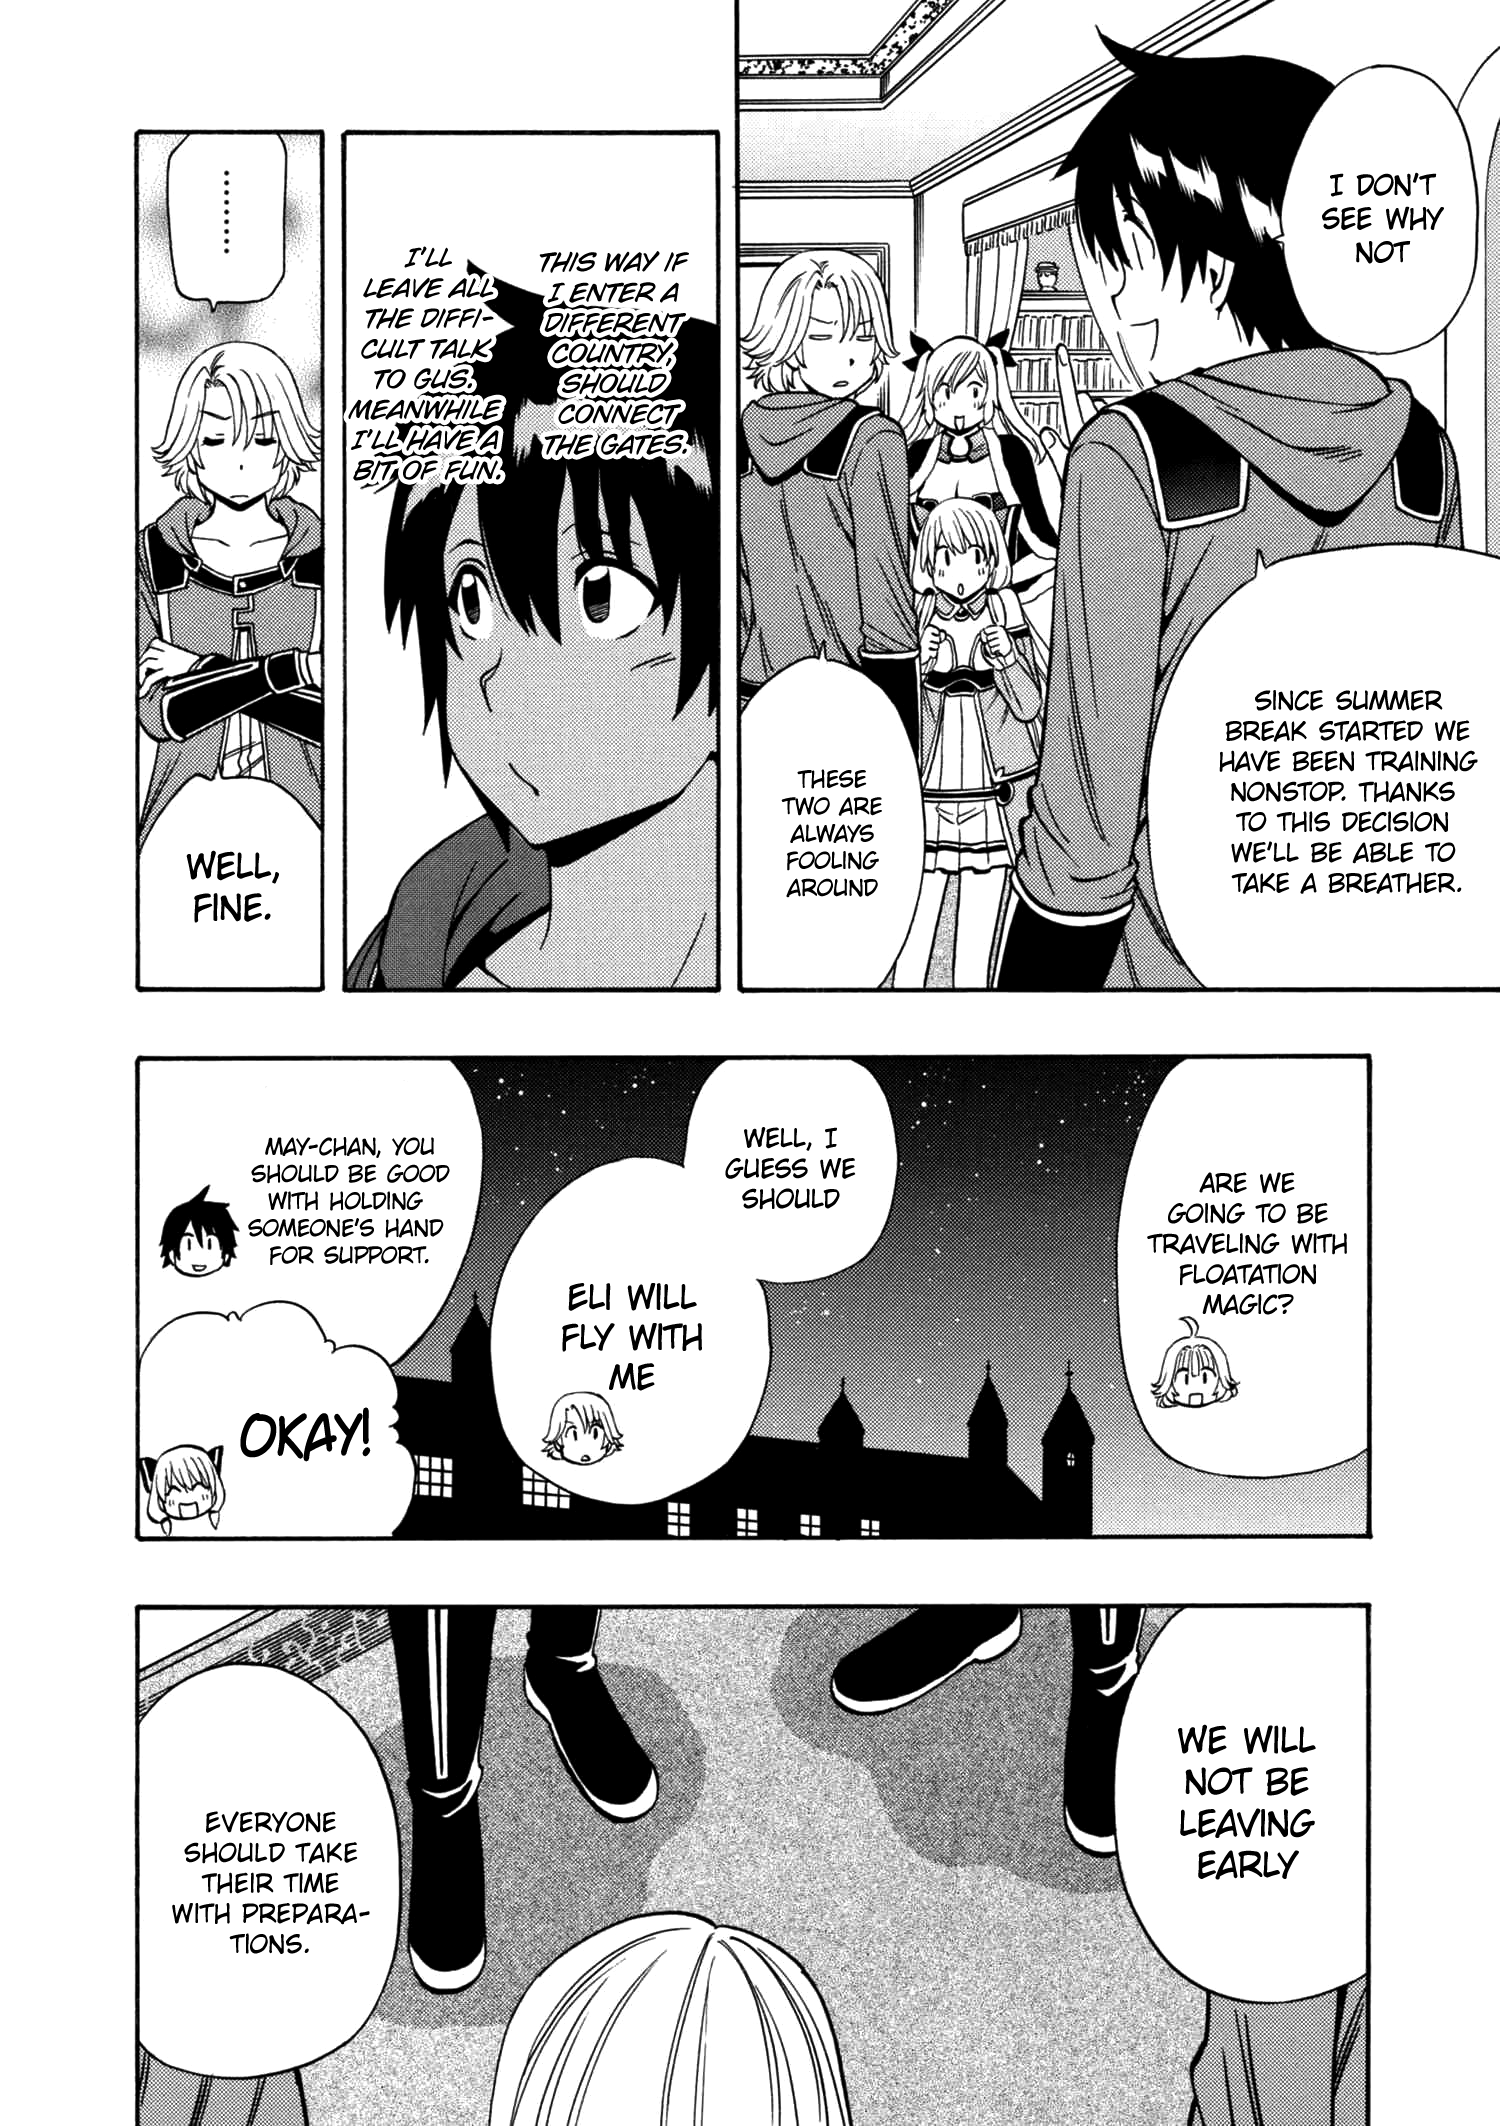 I DON'T
SEE WHY
NOT
SINCE SUMMER
BREAK STARTED WE
HAVE BEEN TRAINING
NONSTOP. THANKS
TO THIS DECISION
WE'LL BE ABLE TO
TAKE A BREATHER.
THESE
TWO ARE
ALWAYS
FOOLING
AROUND
THIS WAY IF
I ENTER A
DIFFERENT
COUNTRY,
SHOULD
CONNECT
THE GATES.
I'LL
LEAVE ALL
THE DIFFI-
CULT TALK
TO GUS.
MEANWHILE
I'LL HAVE A
BIT OF FUN.
.........
WELL,
FINE.
ARE WE
GOING TO BE
TRAVELING WITH
FLOATATION
MAGIC?
WELL, I
GUESS WE
SHOULD
ELI WILL
FLY WITH
ME
MAY-CHAN, YOU
SHOULD BE GOOD
WITH HOLDING
SOMEONE'S HAND
FOR SUPPORT.
OKAY!
WE WILL
NOT BE
LEAVING
EARLY
EVERYONE
SHOULD TAKE
THEIR TIME
WITH PREPARA-
TIONS.